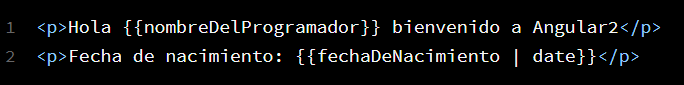 1 <p>Hola {{nombreDelProgramador}} bienvenido a Angular2</p>
2 <p>Fecha de nacimiento: {{fechaDeNacimiento | date}}</p>